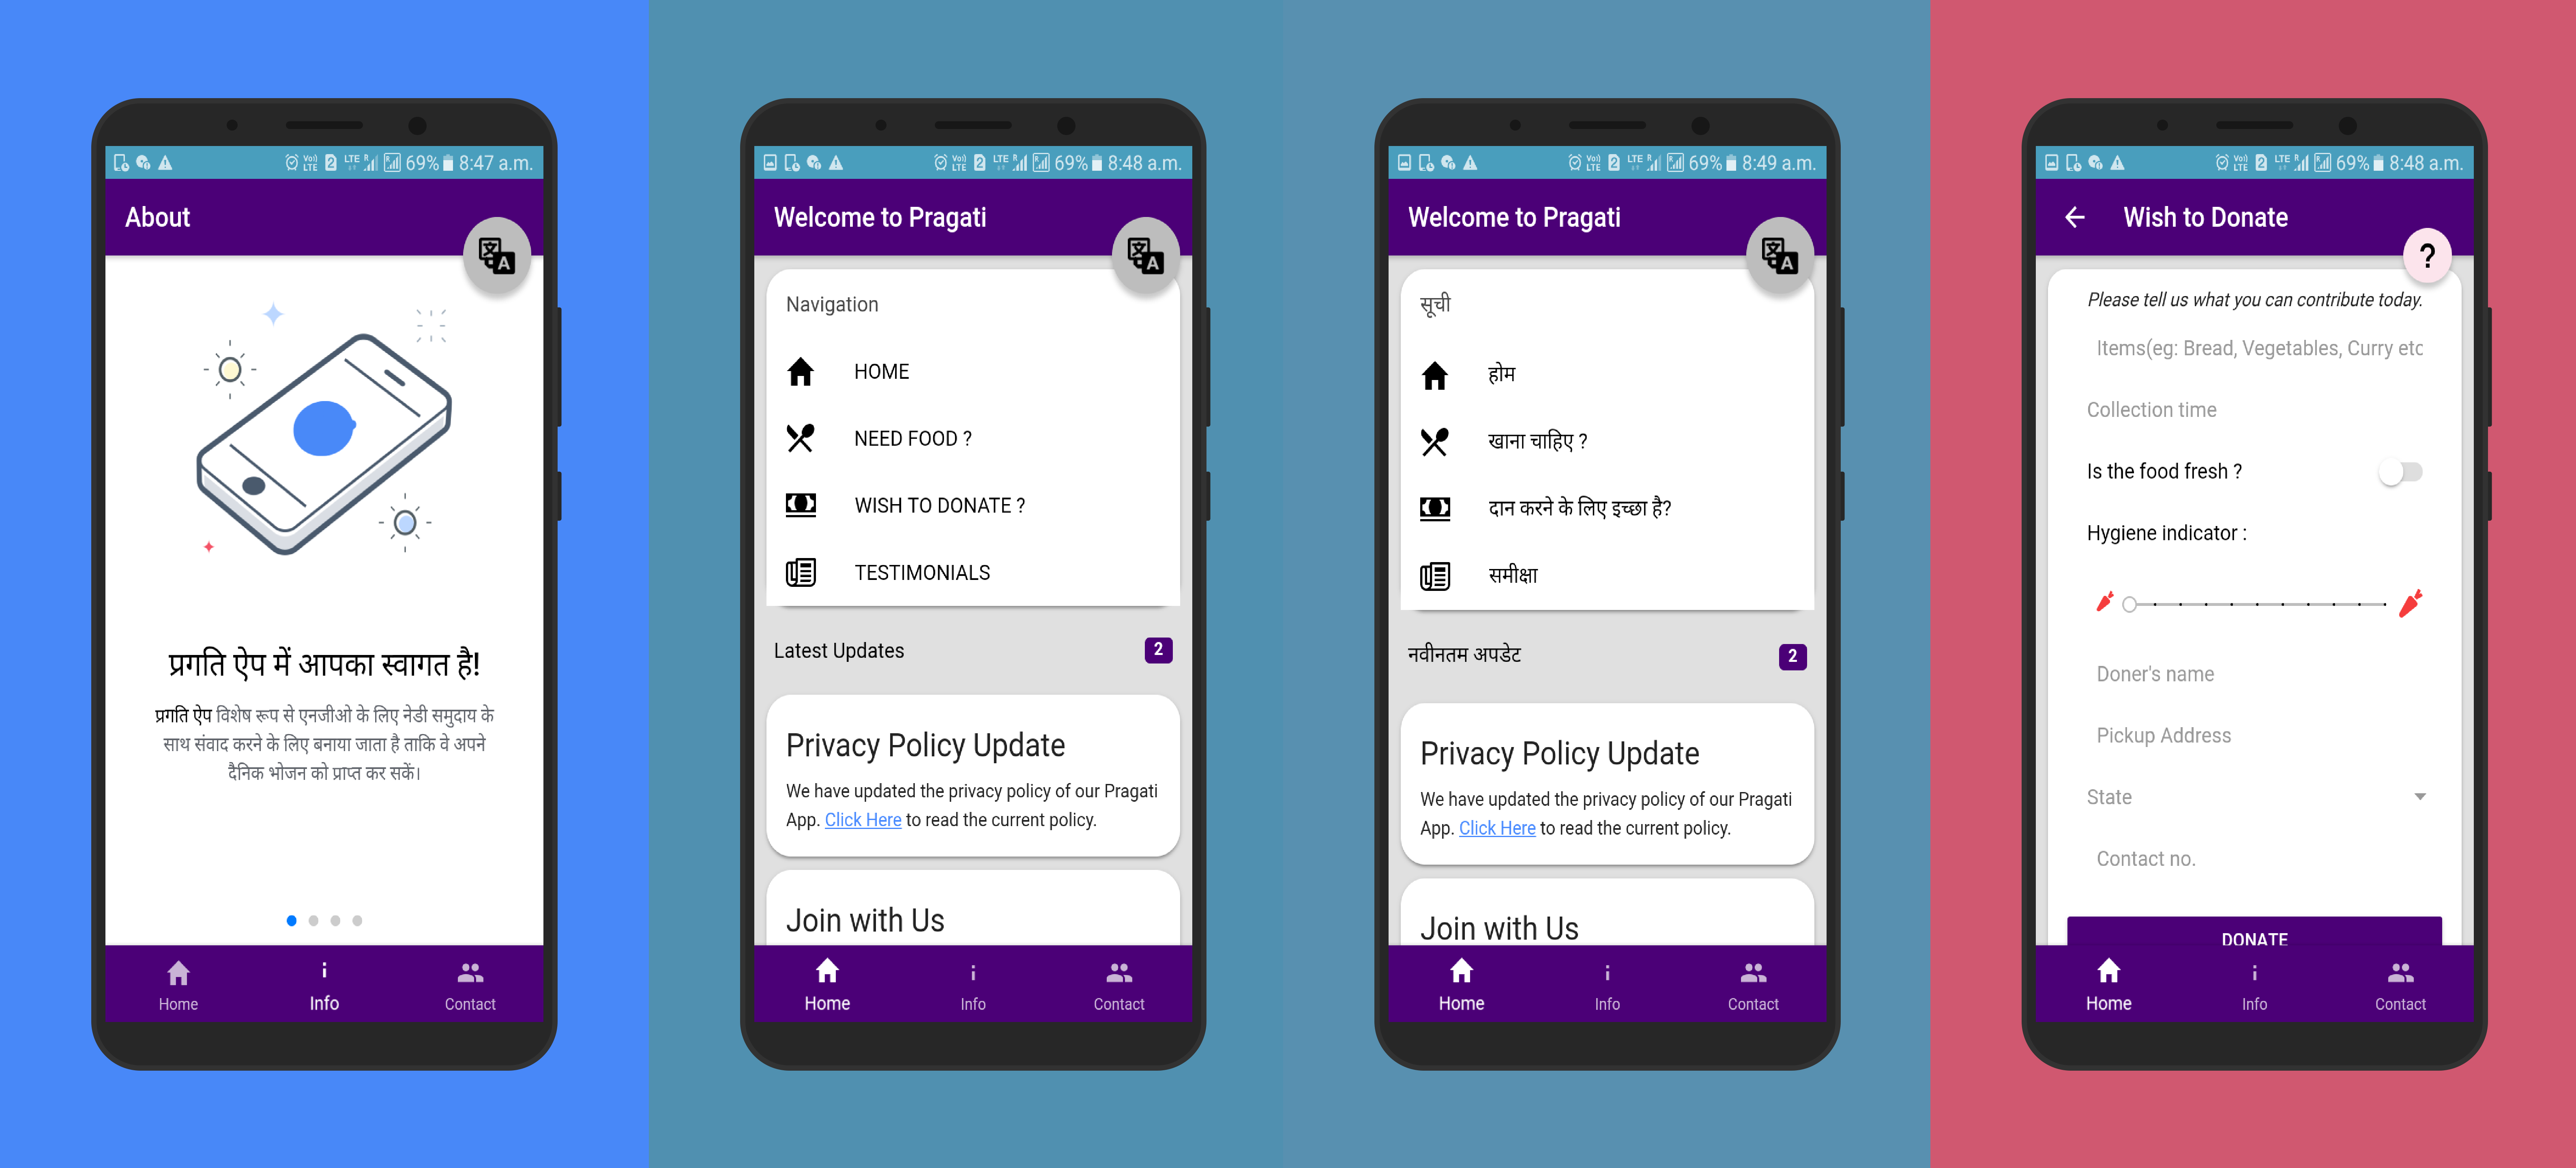 69% 8:47 a.m.
About
प्रगति ऐप में आपका स्वागत है!
प्रगति ऐप विशेष रूप से एनजीओ के लिए नेडी समुदाय के
साथ संवाद करने के लिए बनाया जाता है ताकि वे अपने
दैनिक भोजन को प्राप्त कर सकें।
Home
Info
Contact
69% 8:48 a.m.
Welcome to Pragati
Navigation
HOME
NEED FOOD ?
WISH TO DONATE ?
TESTIMONIALS
Latest Updates
2
Privacy Policy Update
We have updated the privacy policy of our Pragati
App. Click Here to read the current policy.
Join with Us
Home
Info
Contact
69% 8:49 a.m.
Welcome to Pragati
सूची
होम
खाना चाहिए ?
दान करने के लिए इच्छा है?
समीक्षा
नवीनतम अपडेट
2
Privacy Policy Update
We have updated the privacy policy of our Pragati
App. Click Here to read the current policy.
Join with Us
Home
Info
Contact
69% 8:48 a.m.
Wish to Donate
?
Please tell us what you can contribute today.
Items(eg: Bread, Vegetables, Curry etc
Collection time
Is the food fresh ?
Hygiene indicator :
Doner's name
Pickup Address
State
Contact no.
DONATE
Home
Info
Contact